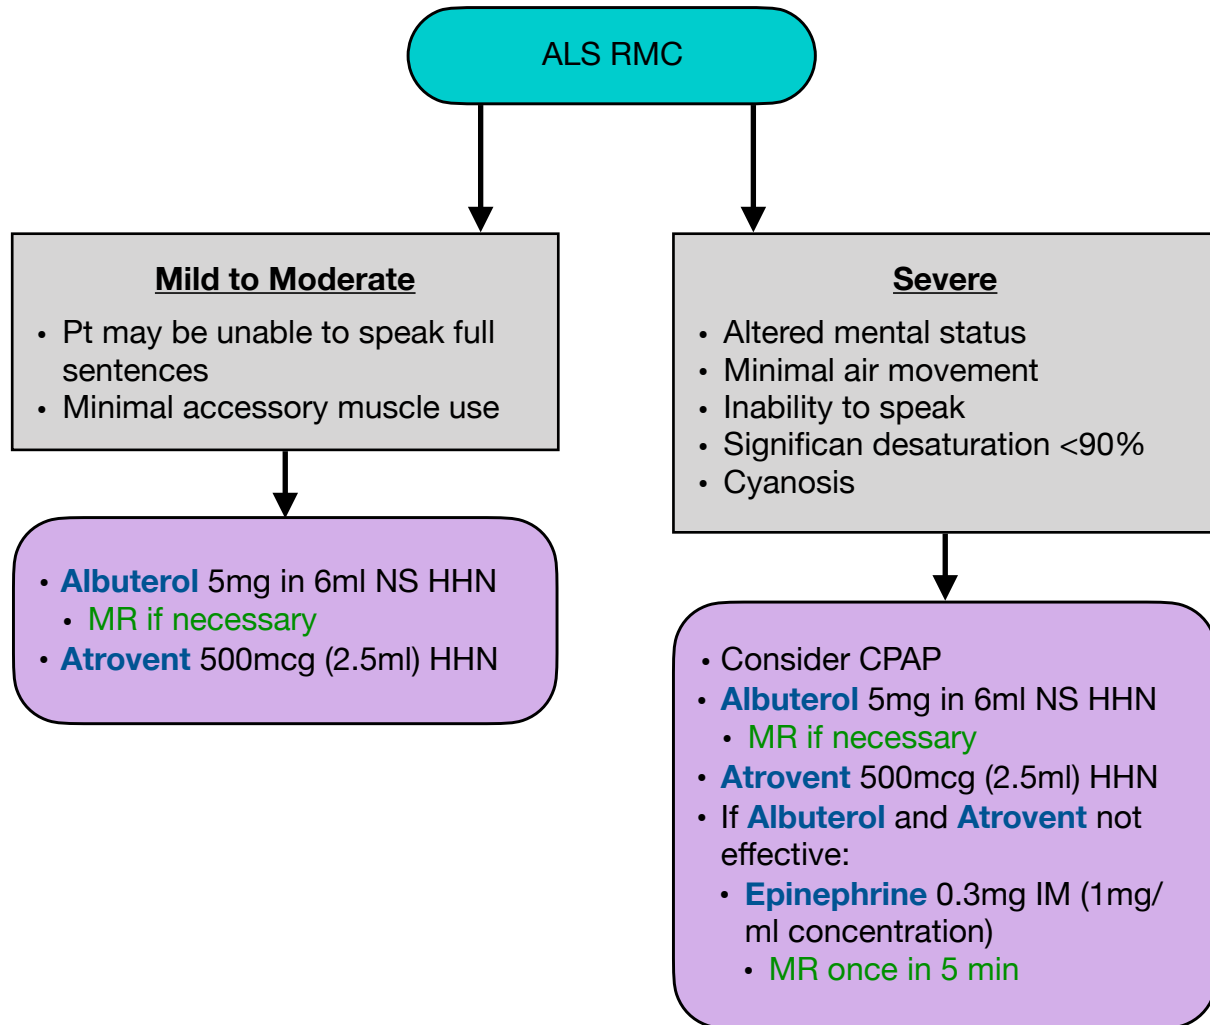 ALS RMC
Mild to Moderate
• Pt may be unable to speak full
sentences
• Minimal accessory muscle use
• Albuterol 5mg in 6ml NS HHN
• MR if necessary
• Atrovent 500mcg (2.5ml) HHN
Severe
• Altered mental status
• Minimal air movement
• Inability to speak
• Significan desaturation <90%
• Cyanosis
• Consider CPAP
• Albuterol 5mg in 6ml NS HHN
• MR if necessary
• Atrovent 500mcg (2.5ml) HHN
• If Albuterol and Atrovent not
effective:
• Epinephrine 0.3mg IM (1mg/
ml concentration)
• MR once in 5 min